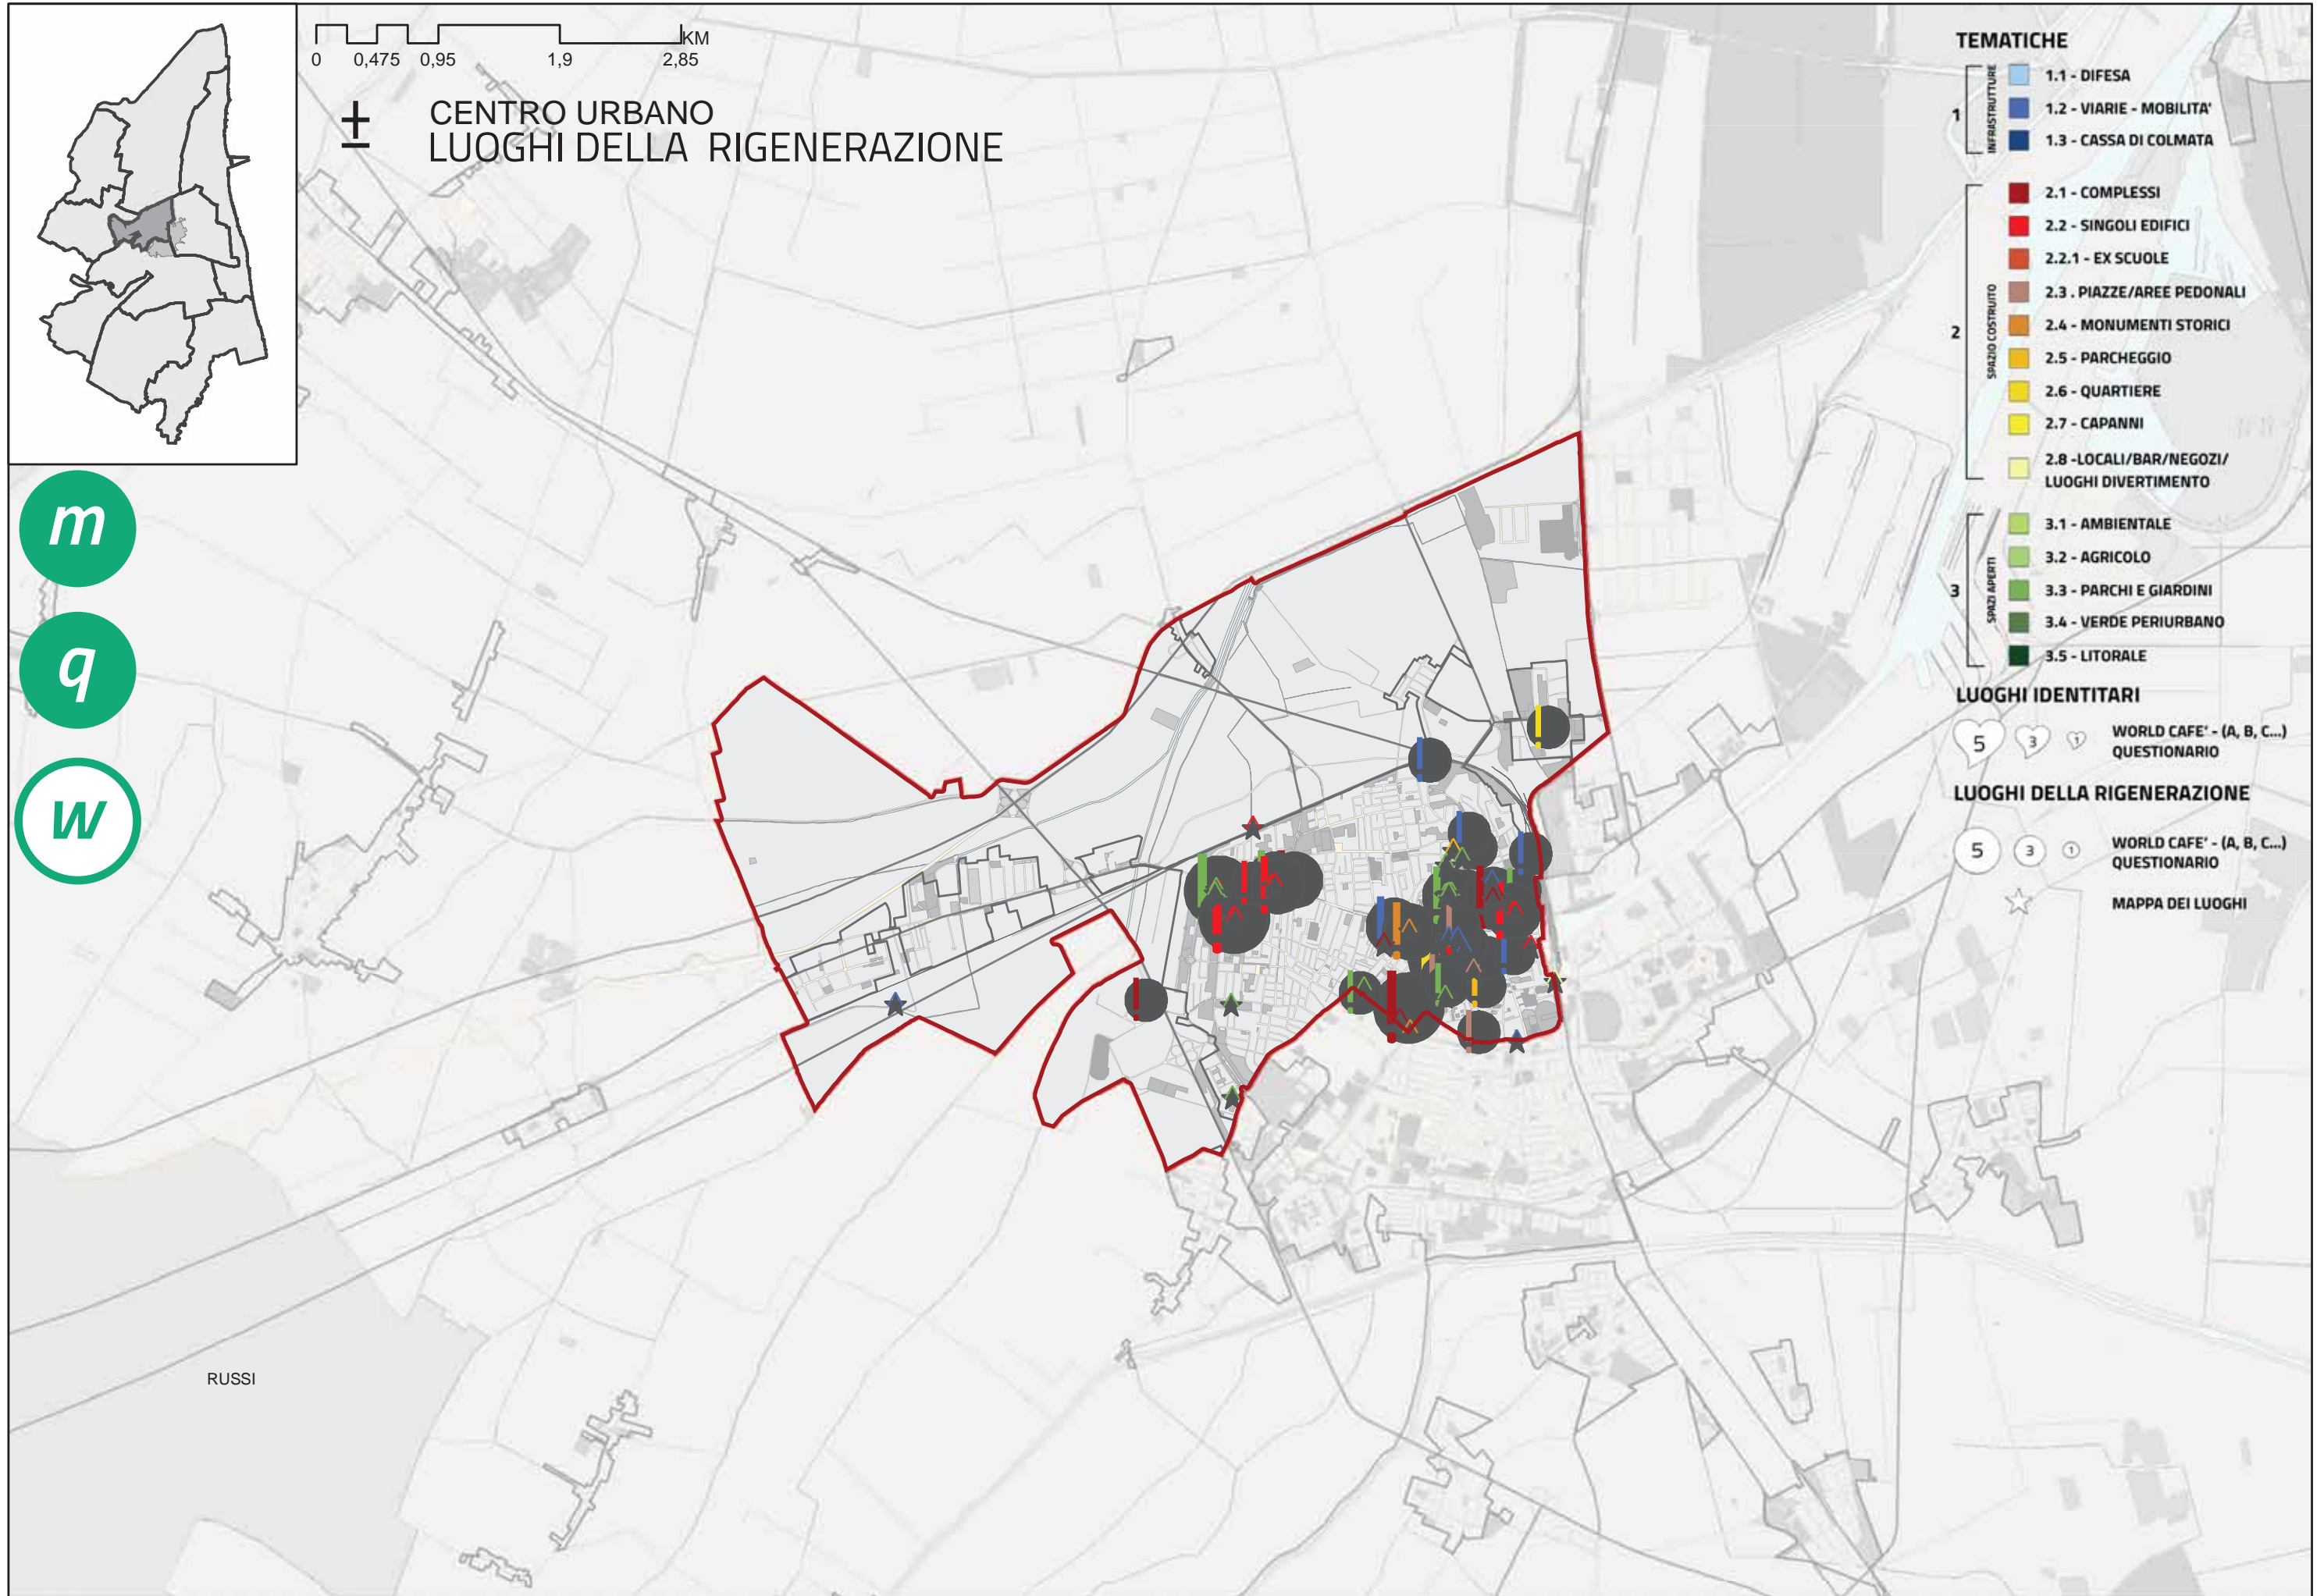 0 0,475 0,95 1,9 2,85
KM
±
CENTRO URBANO
LUOGHI DELLA RIGENERAZIONE
m
q
w
RUSSI
TEMATICHE
1
INFRASTRUTTURE
1.1 - DIFESA
1.2 - VIARIE - MOBILITA'
1.3 - CASSA DI COLMATA
2
SPAZIO COSTRUITO
2.1 - COMPLESSI
2.2 - SINGOLI EDIFICI
2.2.1 - EX SCUOLE
2.3 . PIAZZE/AREE PEDONALI
2.4 - MONUMENTI STORICI
2.5 - PARCHEGGIO
2.6 - QUARTIERE
2.7 - CAPANNI
2.8 -LOCALI/BAR/NEGOZI/
LUOGHI DIVERTIMENTO
3
SPAZI APERTI
3.1 - AMBIENTALE
3.2 - AGRICOLO
3.3 - PARCHI E GIARDINI
3.4 - VERDE PERIURBANO
3.5 - LITORALE
LUOGHI IDENTITARI
5 3 1 WORLD CAFE' - (A, B, C...)
QUESTIONARIO
LUOGHI DELLA RIGENERAZIONE
5 3 1 WORLD CAFE' - (A, B, C...)
QUESTIONARIO
MAPPA DEI LUOGHI